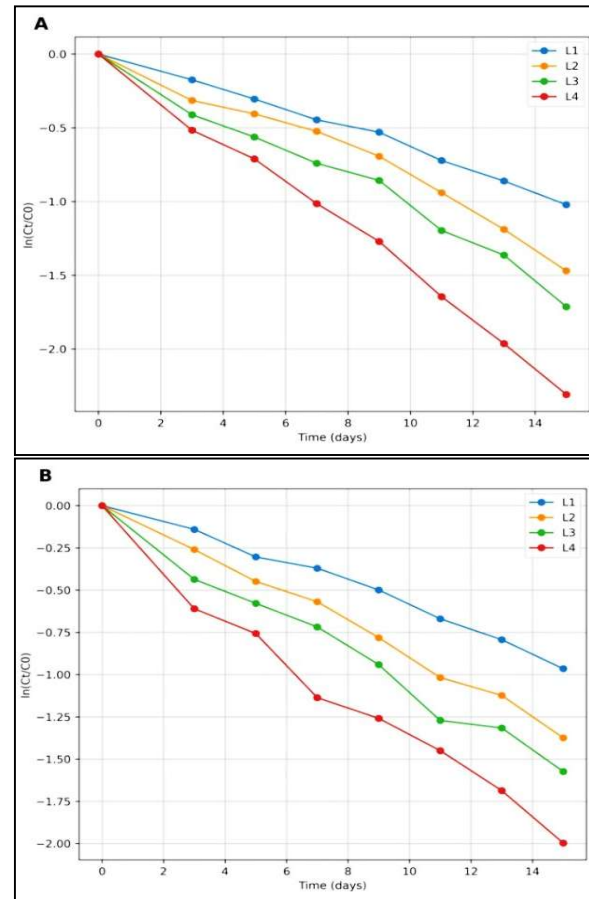 A
L1
L2
L3
L4
0.0
−0.5
−1.0
−1.5
−2.0
ln(Ct/C0)
0 2 4 6 8 10 12 14
Time (days)
B
L1
L2
L3
L4
0.00
−0.25
−0.50
−0.75
−1.00
−1.25
−1.50
−1.75
−2.00
ln(Ct/C0)
0 2 4 6 8 10 12 14
Time (days)